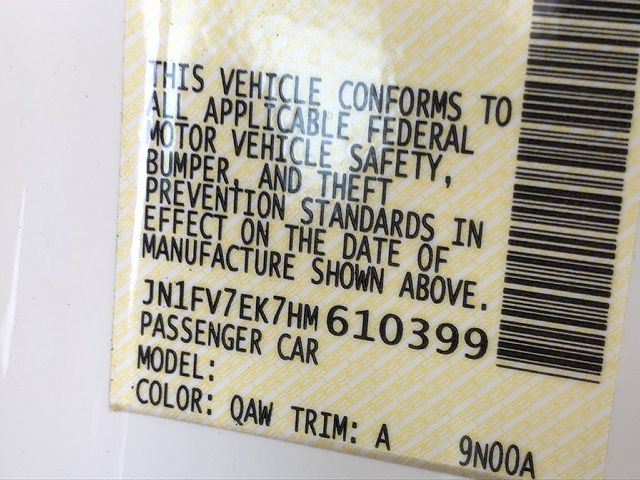 THIS VEHICLE CONFORMS TO
ALL APPLICABLE FEDERAL
MOTOR VEHICLE SAFETY,
BUMPER, AND THEFT
PREVENTION STANDARDS IN
EFFECT ON THE DATE OF
MANUFACTURE SHOWN ABOVE.
JN1FV7EK7HM610399
PASSENGER CAR
MODEL:
COLOR: QAW TRIM: A 9N00A